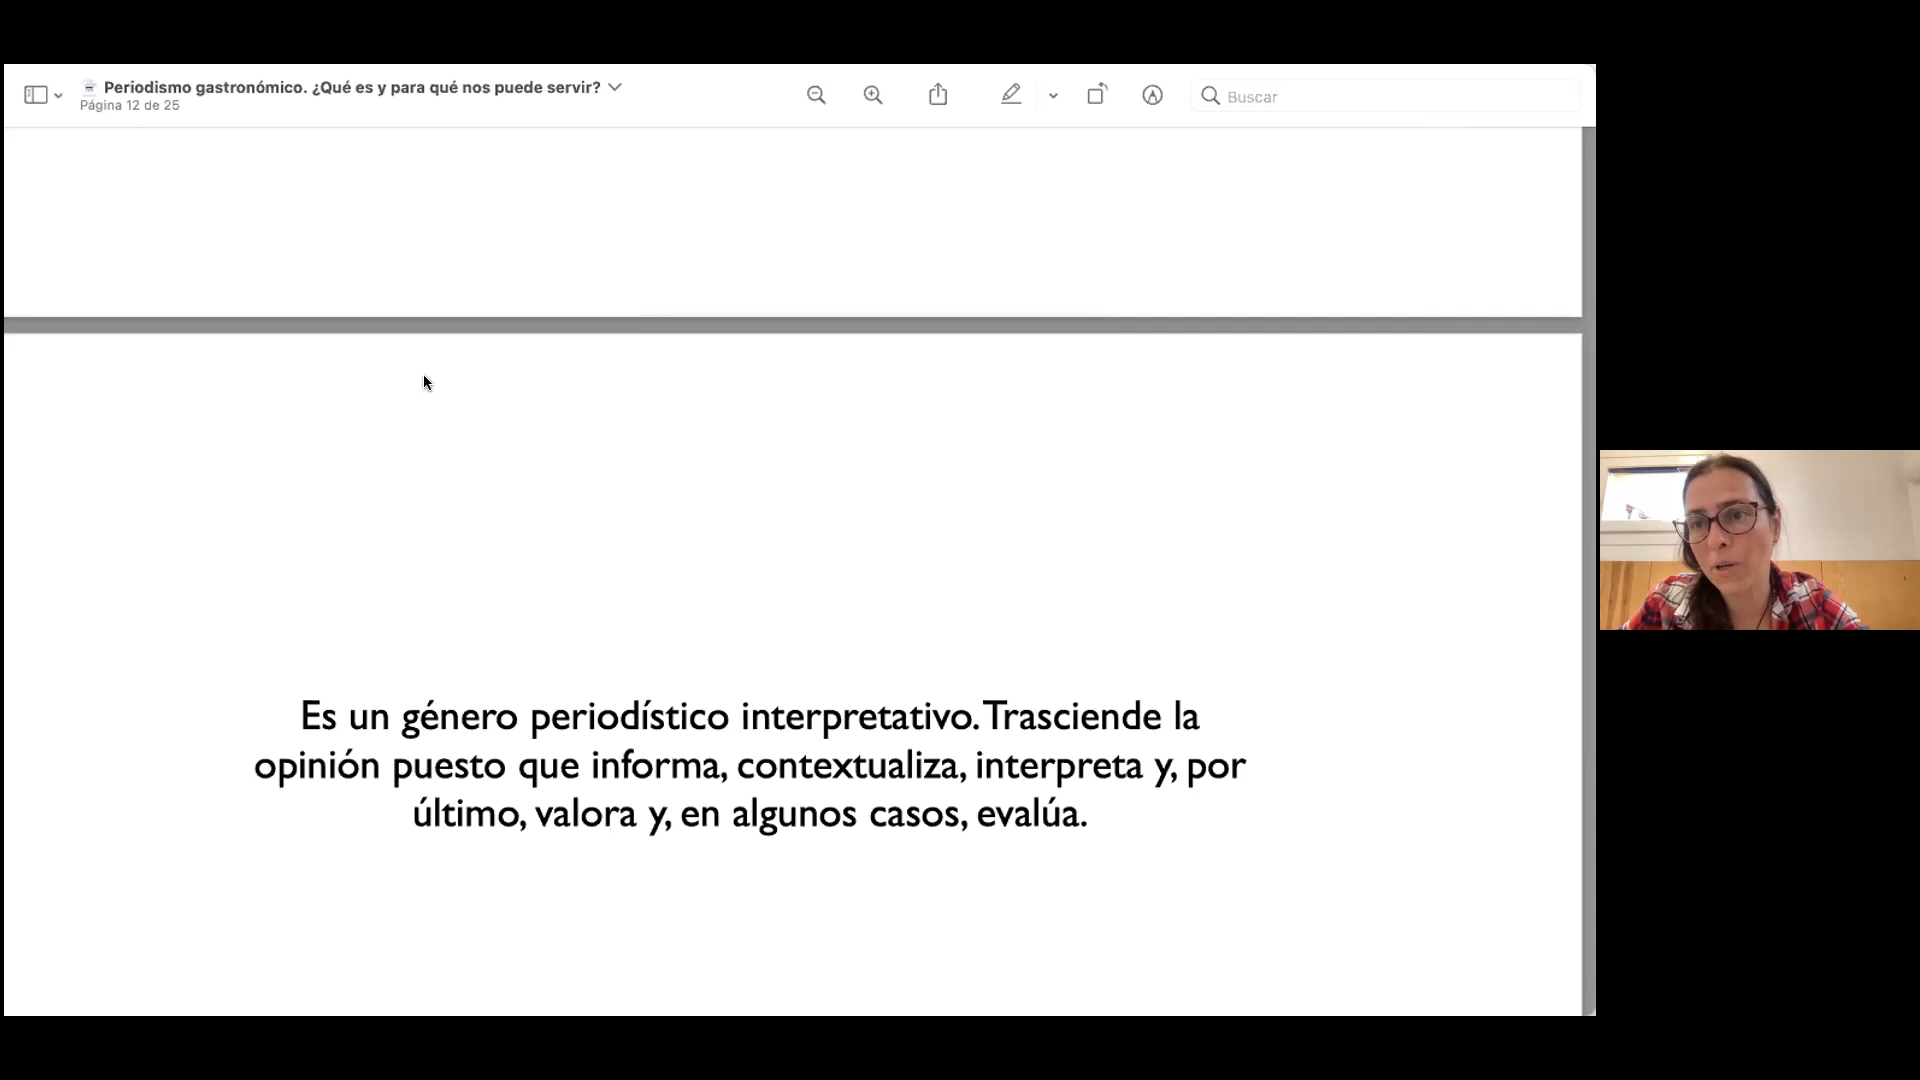 Periodismo gastronómico. ¿Qué es y para qué nos puede servir?
Página 12 de 25
Buscar
Es un género periodístico interpretativo. Trasciende la
opinión puesto que informa, contextualiza, interpreta y, por
último, valora y, en algunos casos, evalúa.